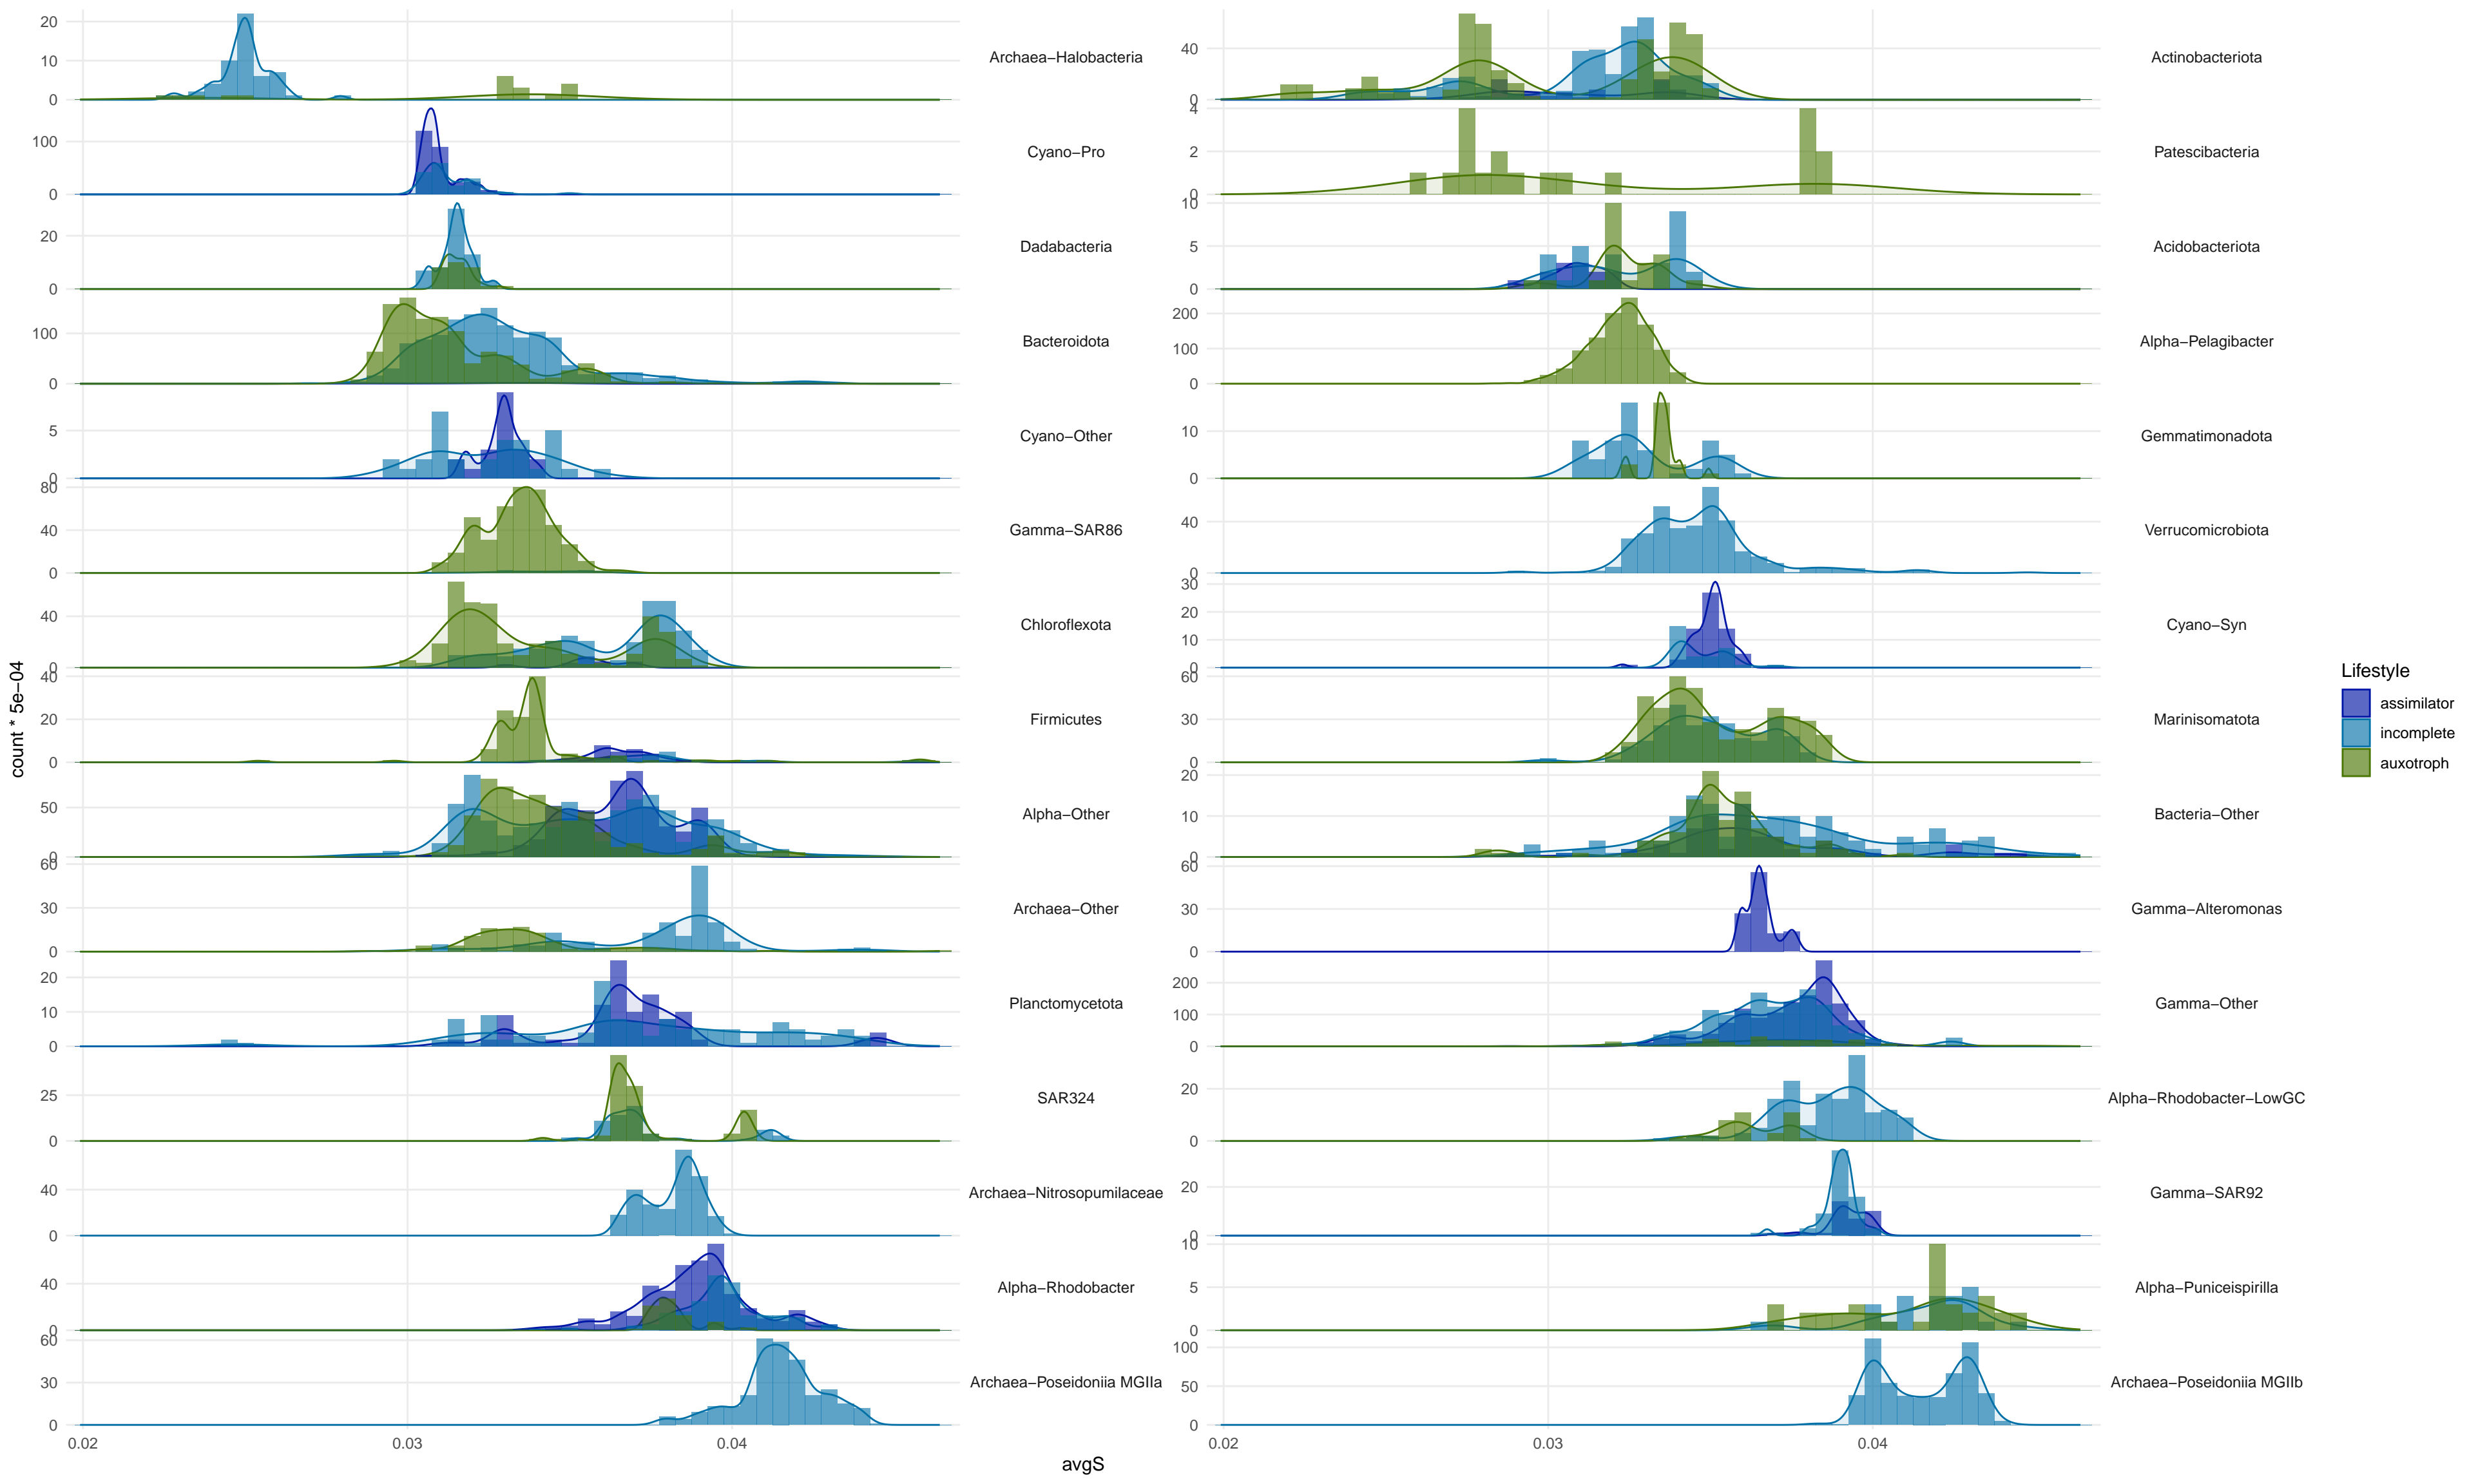 20
10
0
Archaea−Halobacteria
100
0
Cyano−Pro
20
0
Dadabacteria
100
0
Bacteroidota
5
0
Cyano−Other
80
40
0
Gamma−SAR86
40
0
Chloroflexota
40
20
0
Firmicutes
50
0
Alpha−Other
60
30
0
Archaea−Other
20
10
0
Planctomycetota
25
0
SAR324
40
0
Archaea−Nitrosopumilaceae
40
0
Alpha−Rhodobacter
60
30
0
Archaea−Poseidoniia MGIIa
0.02
0.03
0.04
40
0
Actinobacteriota
4
2
0
Patescibacteria
10
5
0
Acidobacteriota
200
100
0
Alpha−Pelagibacter
10
0
Gemmatimonadota
40
0
Verrucomicrobiota
30
20
10
0
Cyano−Syn
60
30
0
Marinisomatota
20
10
0
Bacteria−Other
60
30
0
Gamma−Alteromonas
200
100
0
Gamma−Other
20
0
Alpha−Rhodobacter−LowGC
20
0
Gamma−SAR92
10
5
0
Alpha−Puniceispirilla
100
50
0
Archaea−Poseidoniia MGIIb
0.02
0.03
0.04
avgS
count * 5e−04
Lifestyle
assimilator
incomplete
auxotroph